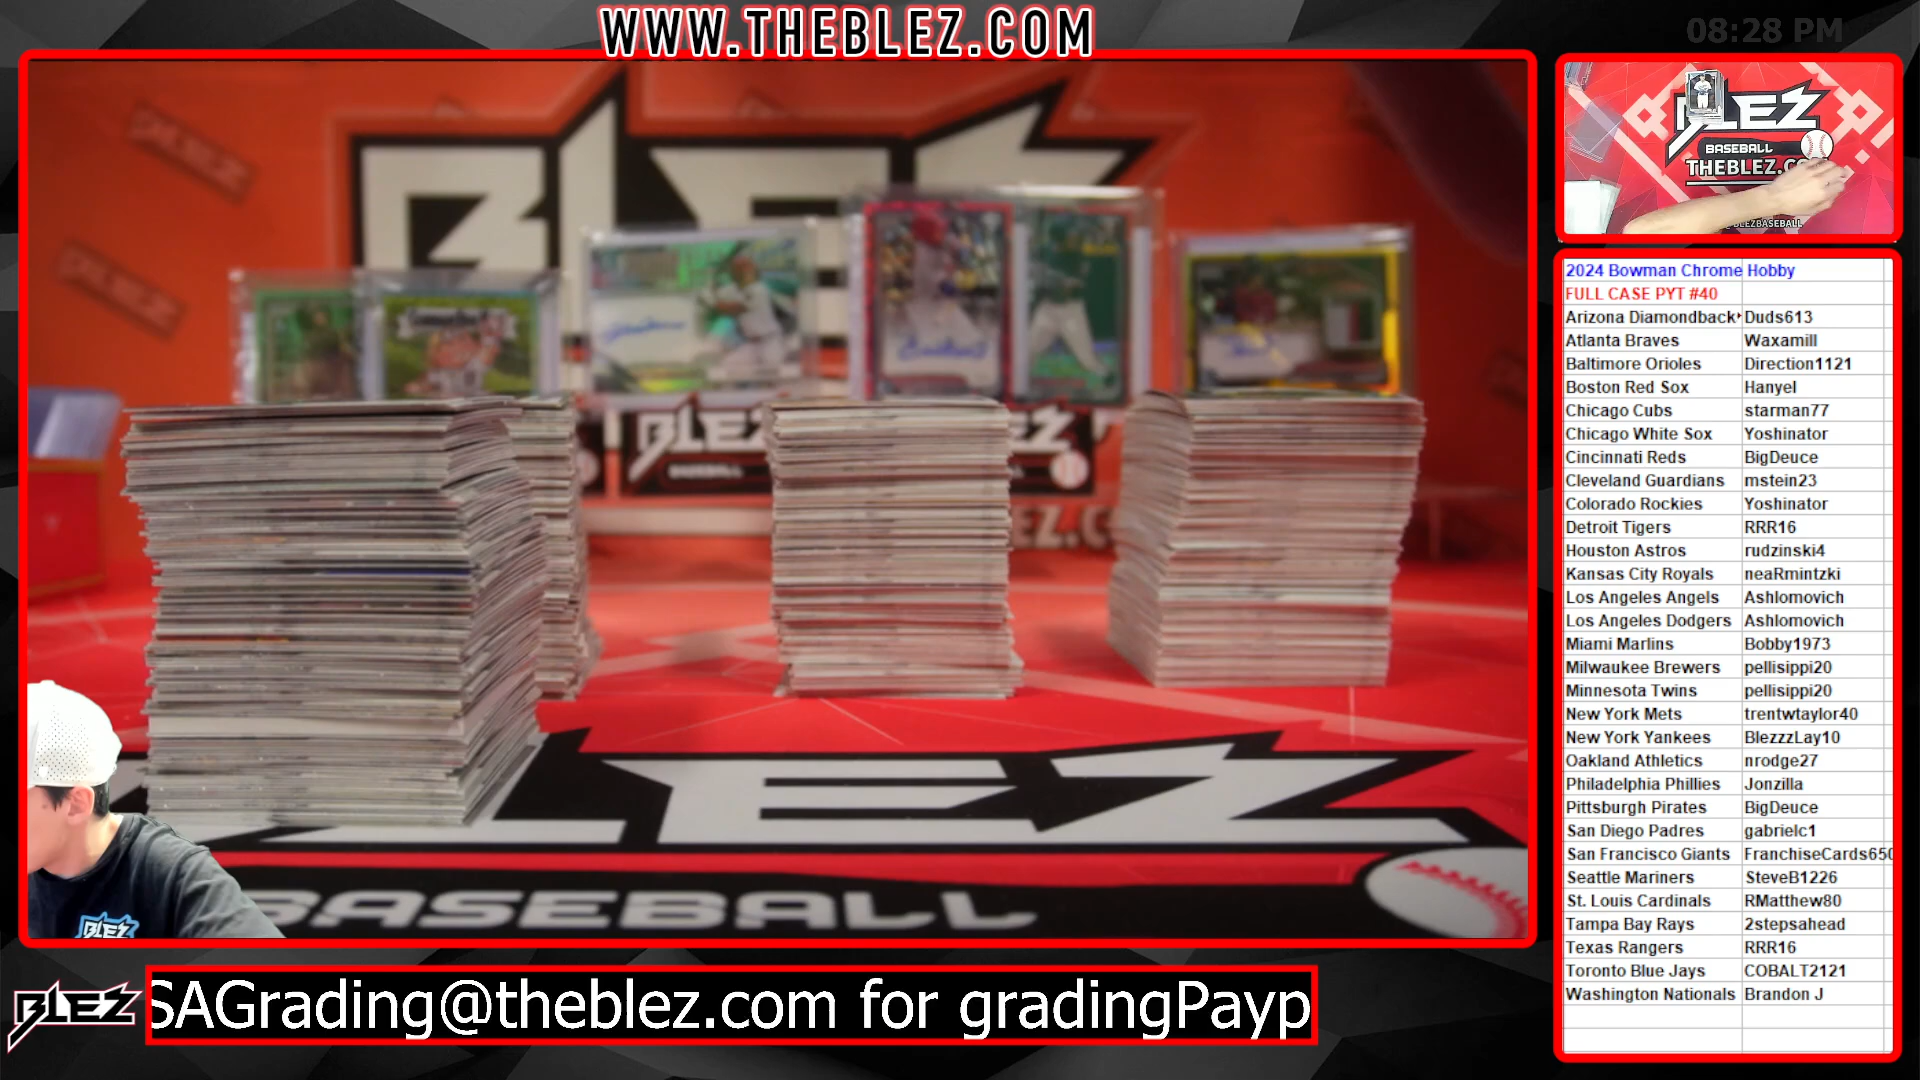 WWW.THEBLEZ.COM
08:28 PM
BLEZ
BASEBALL
BLEZ
BASEBALL
THEBLEZ.C
BLEZBASEBALL
2024 Bowman Chrome Hobby
FULL CASE PYT #40
Arizona Diamondback Duds613
Atlanta Braves Waxamill
Baltimore Orioles Direction1121
Boston Red Sox Hanyel
Chicago Cubs starman77
Chicago White Sox Yoshinator
Cincinnati Reds BigDeuce
Cleveland Guardians mstein23
Colorado Rockies Yoshinator
Detroit Tigers RRR16
Houston Astros rudzinski4
Kansas City Royals neaRmintzki
Los Angeles Angels Ashlomovich
Los Angeles Dodgers Ashlomovich
Miami Marlins Bobby1973
Milwaukee Brewers pellisippi20
Minnesota Twins pellisippi20
New York Mets trentwtaylor40
New York Yankees BlezzzLay10
Oakland Athletics nrodge27
Philadelphia Phillies Jonzilla
Pittsburgh Pirates BigDeuce
San Diego Padres gabrielc1
San Francisco Giants FranchiseCards650
Seattle Mariners SteveB1226
St. Louis Cardinals RMatthew80
Tampa Bay Rays 2stepsahead
Texas Rangers RRR16
Toronto Blue Jays COBALT2121
Washington Nationals Brandon J
BLEZ
BLEZ
SAGrading@theblez.com for gradingPayp